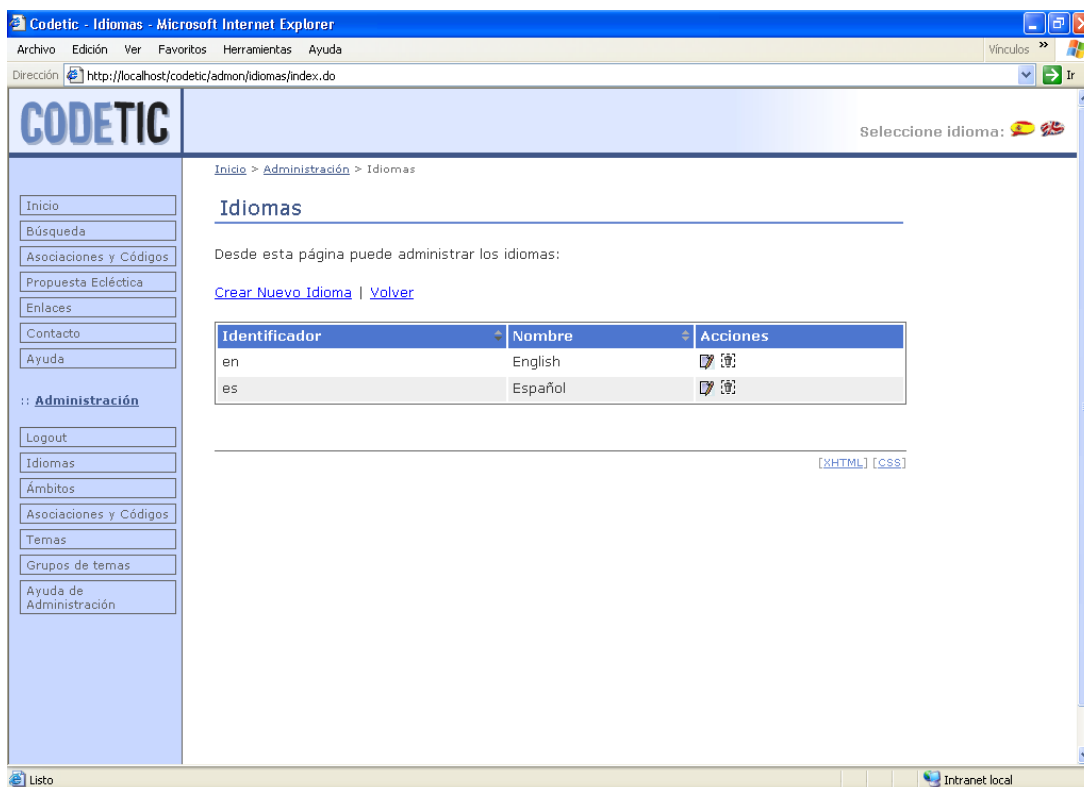 Codetic - Idiomas - Microsoft Internet Explorer
Archivo Edición Ver Favoritos Herramientas Ayuda Vínculos »
Dirección http://localhost/codetic/admon/idiomas/index.do Ir
CODETIC
Seleccione idioma:
Inicio > Administración > Idiomas
Inicio
Búsqueda
Asociaciones y Códigos
Propuesta Ecléctica
Enlaces
Contacto
Ayuda
:: Administración
Logout
Idiomas
Ámbitos
Asociaciones y Códigos
Temas
Grupos de temas
Ayuda de
Administración
Idiomas
Desde esta página puede administrar los idiomas:
Crear Nuevo Idioma | Volver
Identificador Nombre Acciones
en English
es Español
[XHTML] [CSS]
Listo Intranet local